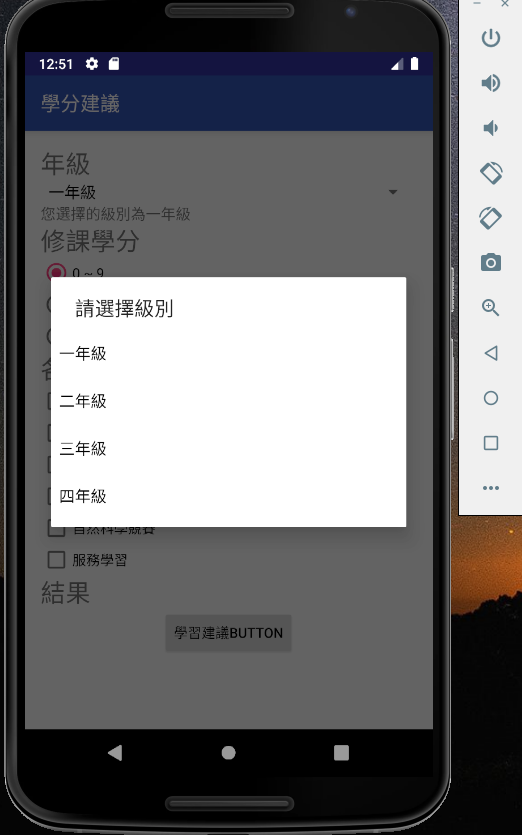 12:51
學分建議
年級
一年級
您選擇的級別為一年級
修課學分
0 ~ 9
請選擇級別
一年級
二年級
三年級
四年級
自然科學競賽
服務學習
結果
學習建議BUTTON